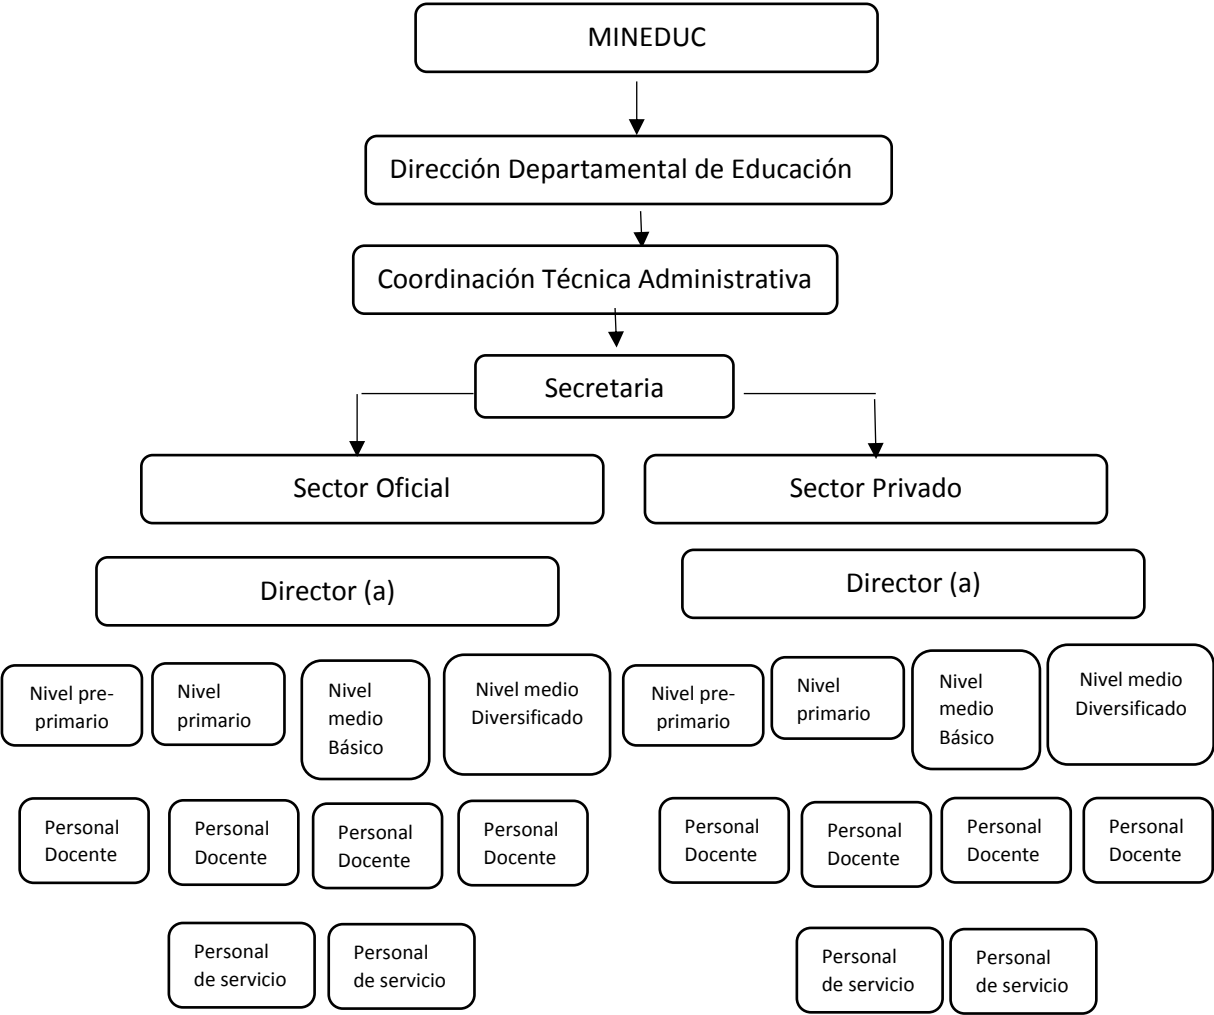 MINEDUC
Dirección Departamental de Educación
Coordinación Técnica Administrativa
Secretaria
Sector Oficial
Sector Privado
Director (a)
Director (a)
Nivel pre-
primario
Nivel
primario
Nivel
medio
Básico
Nivel medio
Diversificado
Nivel pre-
primario
Nivel
primario
Nivel
medio
Básico
Nivel medio
Diversificado
Personal
Docente
Personal
Docente
Personal
Docente
Personal
Docente
Personal
Docente
Personal
Docente
Personal
Docente
Personal
Docente
Personal
de servicio
Personal
de servicio
Personal
de servicio
Personal
de servicio